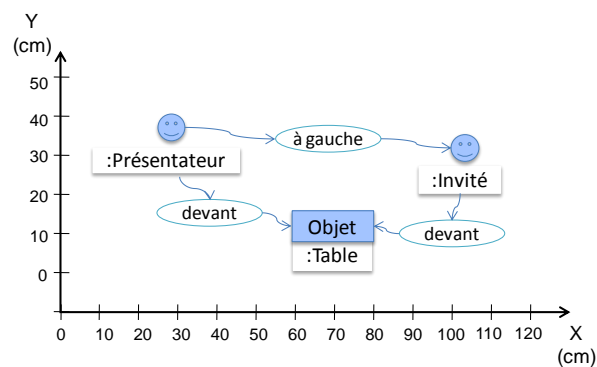 Y
(cm)
50
40
30
20
10
0
à gauche
:Présentateur
:Invité
devant
Objet
:Table
devant
0 10 20 30 40 50 60 70 80 90 100 110 120 X
(cm)